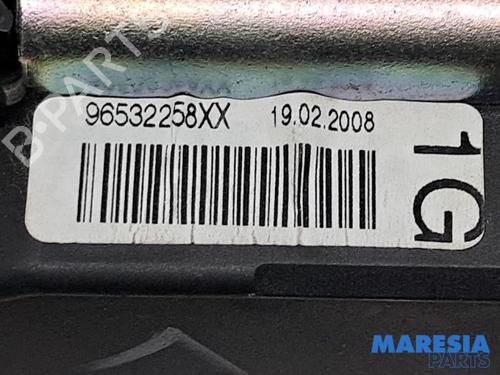 B-PARTS
96532258XX 19.02.2008
1G
MARESIA
PARTS